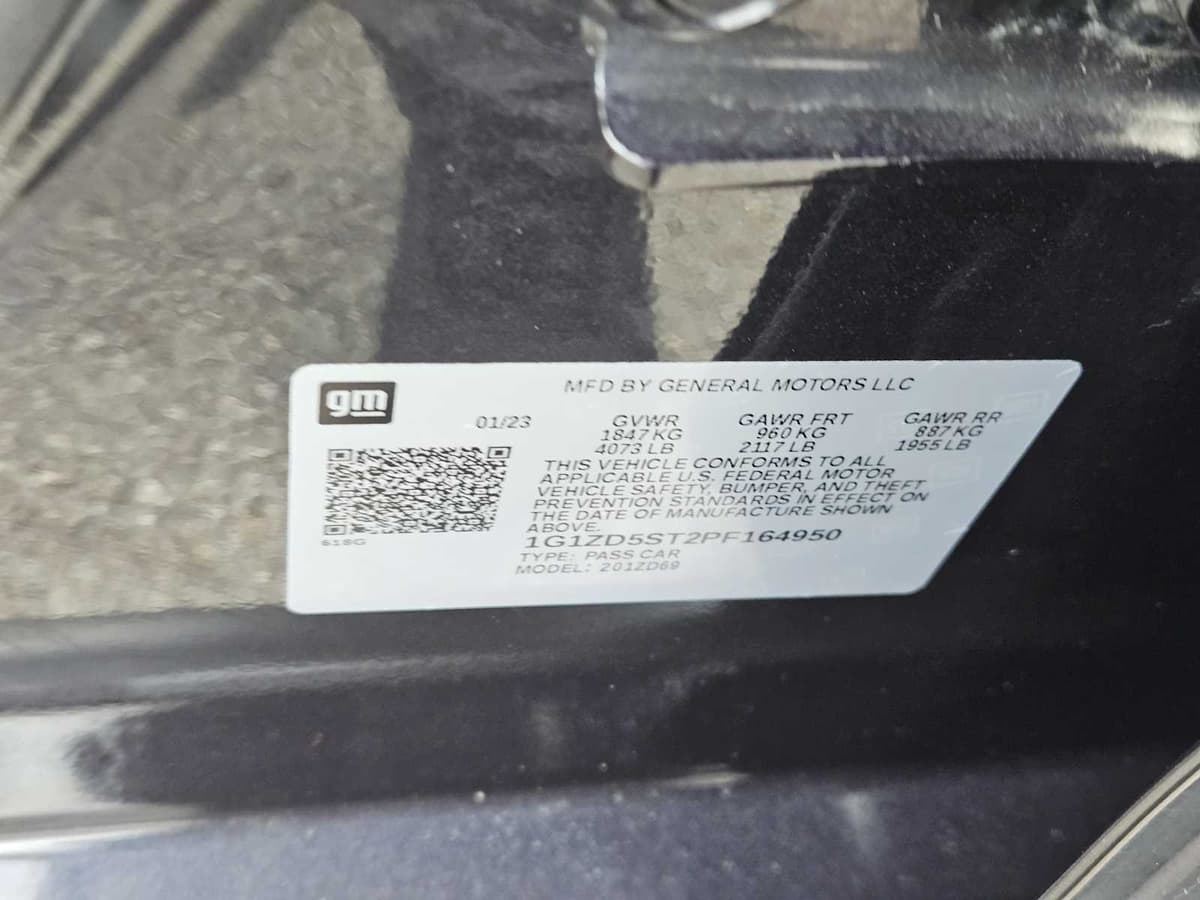 gm
MFD BY GENERAL MOTORS LLC
01/23 GVWR GAWR FRT GAWR RR
1847 KG 960 KG 887 KG
4073 LB 2117 LB 1955 LB
THIS VEHICLE CONFORMS TO ALL
APPLICABLE U.S. FEDERAL MOTOR
VEHICLE SAFETY, BUMPER, AND THEFT
PREVENTION STANDARDS IN EFFECT ON
THE DATE OF MANUFACTURE SHOWN
ABOVE.
1G1ZD5ST2PF164950
TYPE: PASS CAR
MODEL: 201ZD69